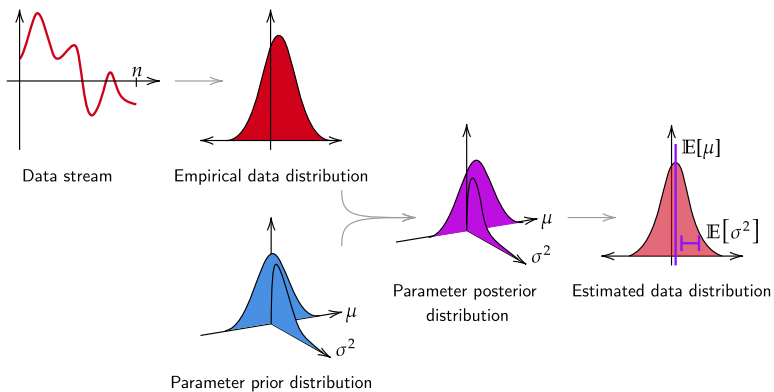 n
Data stream
Empirical data distribution
μ
σ²
Parameter prior distribution
μ
σ²
Parameter posterior
distribution
𝔼[μ]
𝔼[σ²]
Estimated data distribution